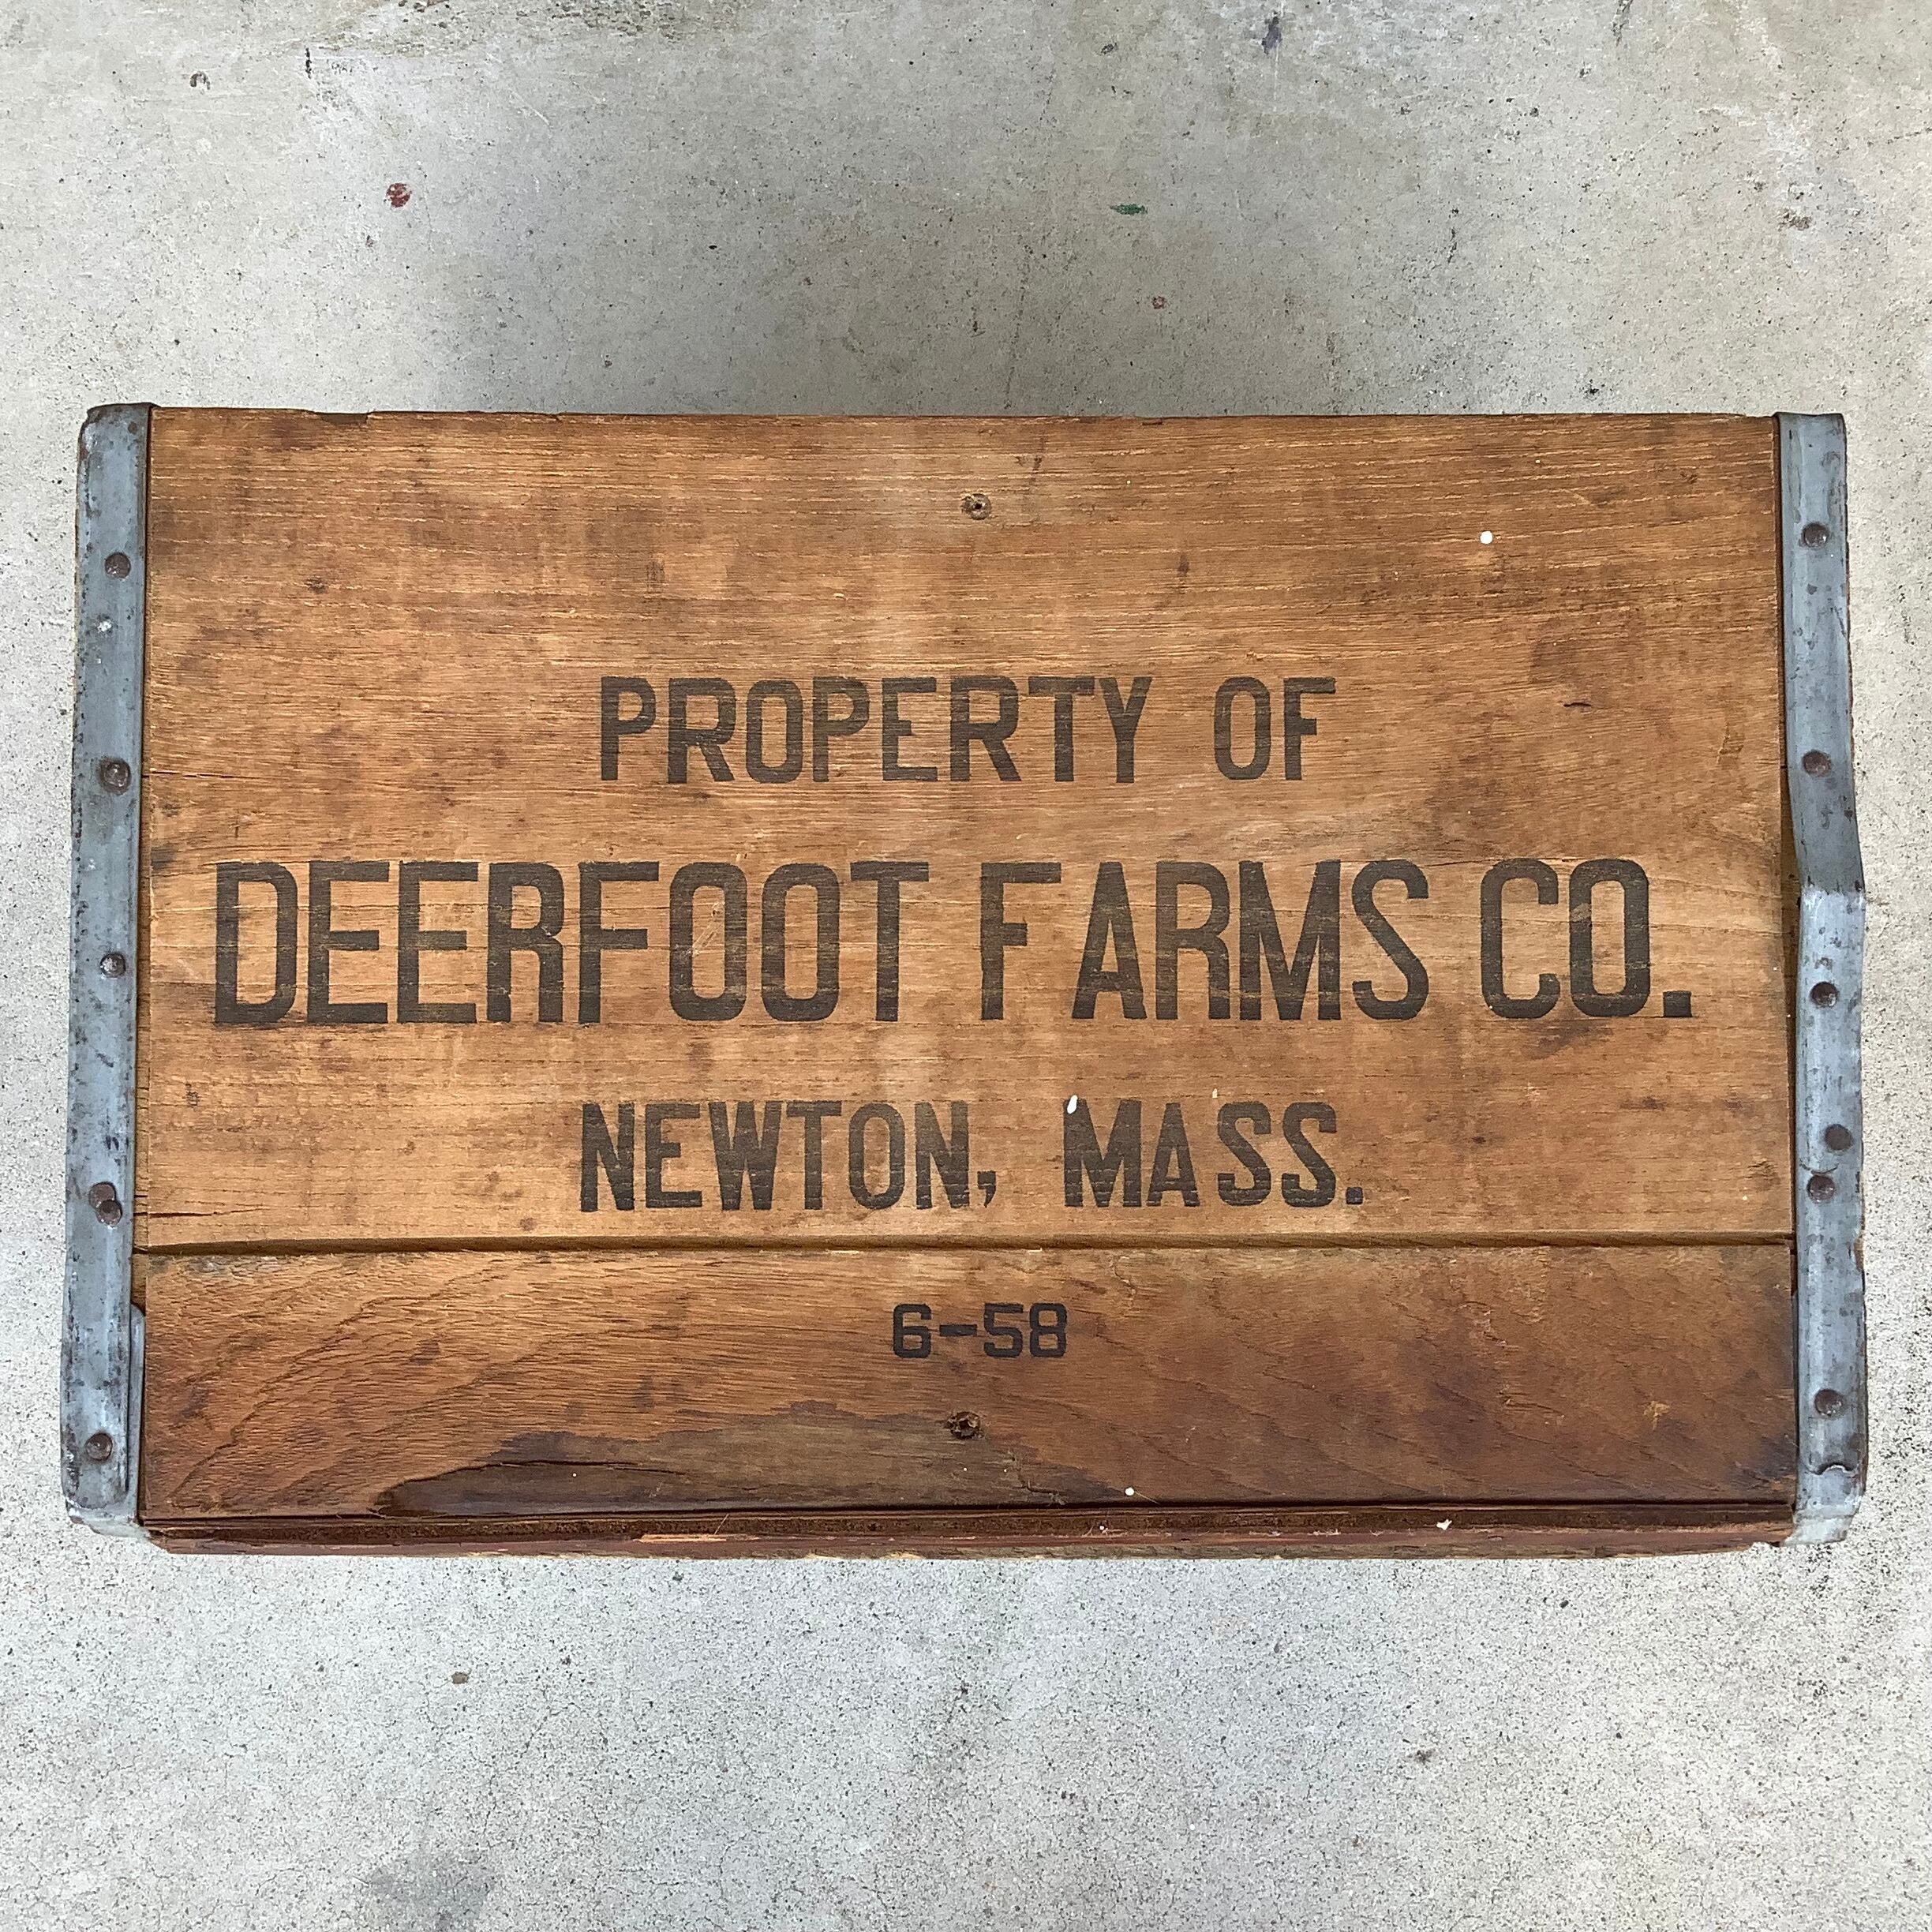 PROPERTY OF
DEERFOOT FARMS CO.
NEWTON, MASS.
6-58